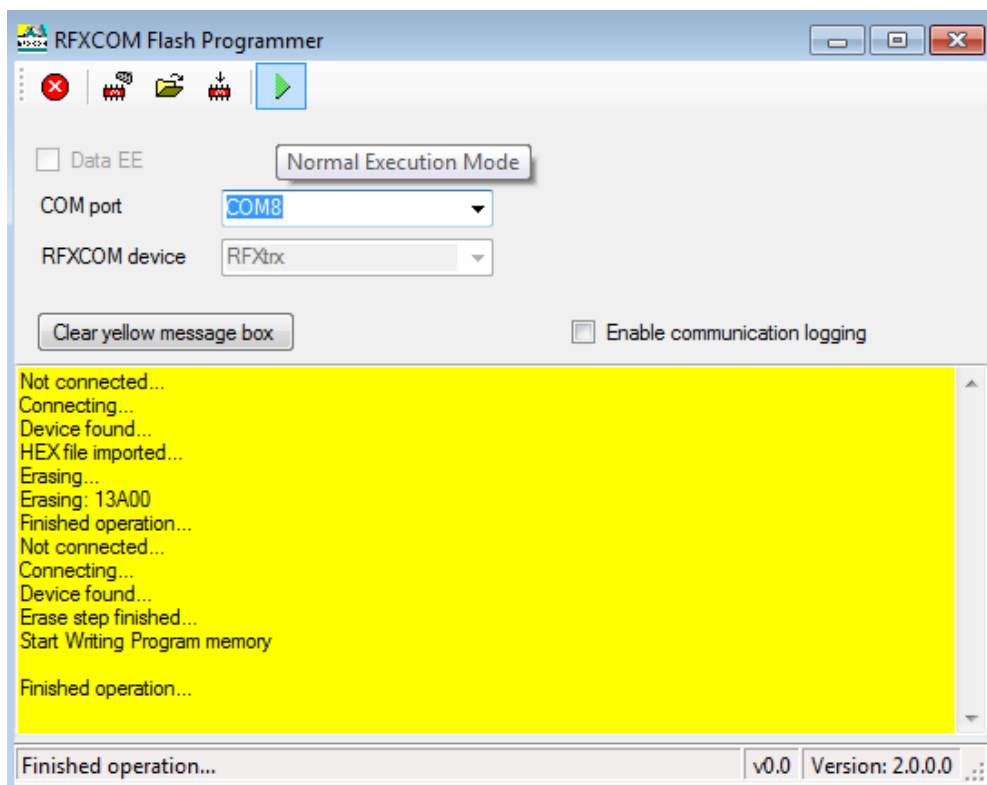 RFXCOM Flash Programmer
Data EE
Normal Execution Mode
COM port
COM8
RFXCOM device
RFXtrx
Clear yellow message box
Enable communication logging
Not connected...
Connecting...
Device found...
HEX file imported...
Erasing...
Erasing: 13A00
Finished operation...
Not connected...
Connecting...
Device found...
Erase step finished...
Start Writing Program memory
Finished operation...
Finished operation...
v0.0
Version: 2.0.0.0